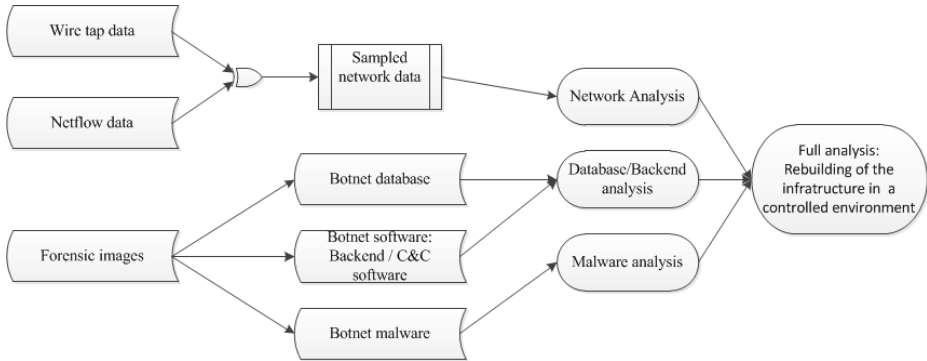 Wire tap data
Netflow data
Sampled
network data
Network Analysis
Botnet database
Database/Backend
analysis
Full analysis:
Rebuilding of the
infratructure in a
controlled environment
Forensic images
Botnet software:
Backend / C&C
software
Malware analysis
Botnet malware